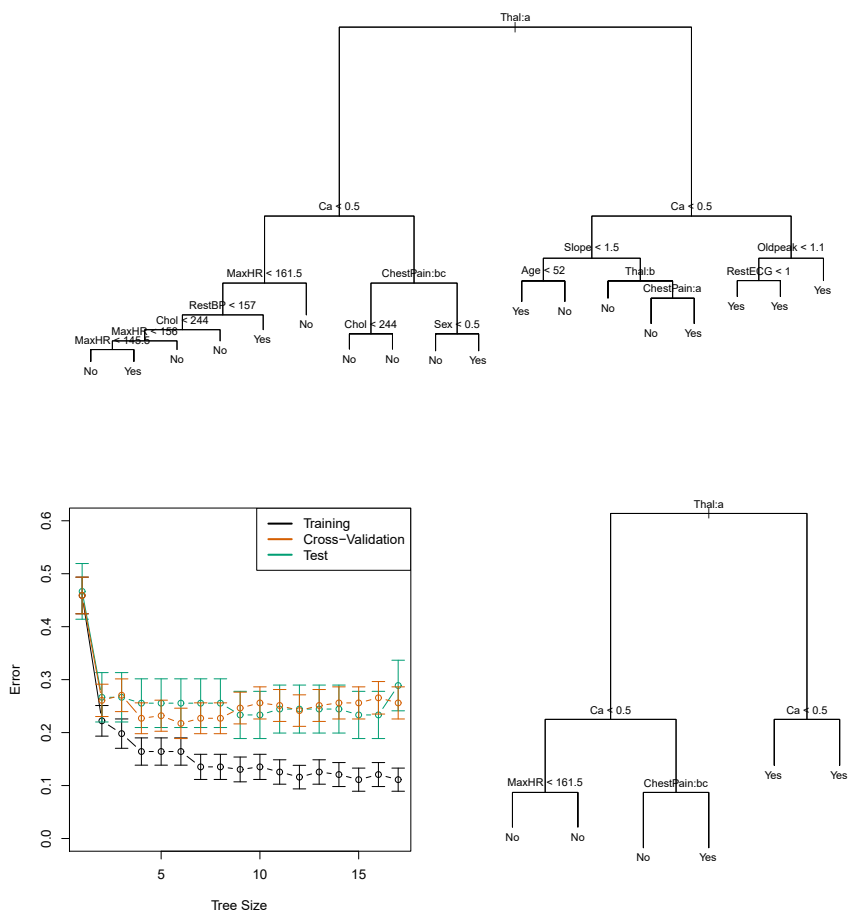 Thal:a
Ca < 0.5
Ca < 0.5
Slope < 1.5
Oldpeak < 1.1
MaxHR < 161.5
ChestPain:bc
Age < 52
Thal:b
RestECG < 1
ChestPain:a
RestBP < 157
Chol < 244
MaxHR < 156
MaxHR < 145.5
Chol < 244
Sex < 0.5
No
Yes
No
No
Yes
No
No
No
No
Yes
Yes
No
No
No
Yes
Yes
Yes
Yes
Training
Cross−Validation
Test
0.0
0.1
0.2
0.3
0.4
0.5
0.6
Error
5
10
15
Tree Size
Thal:a
Ca < 0.5
Ca < 0.5
MaxHR < 161.5
ChestPain:bc
Yes
Yes
No
No
No
Yes